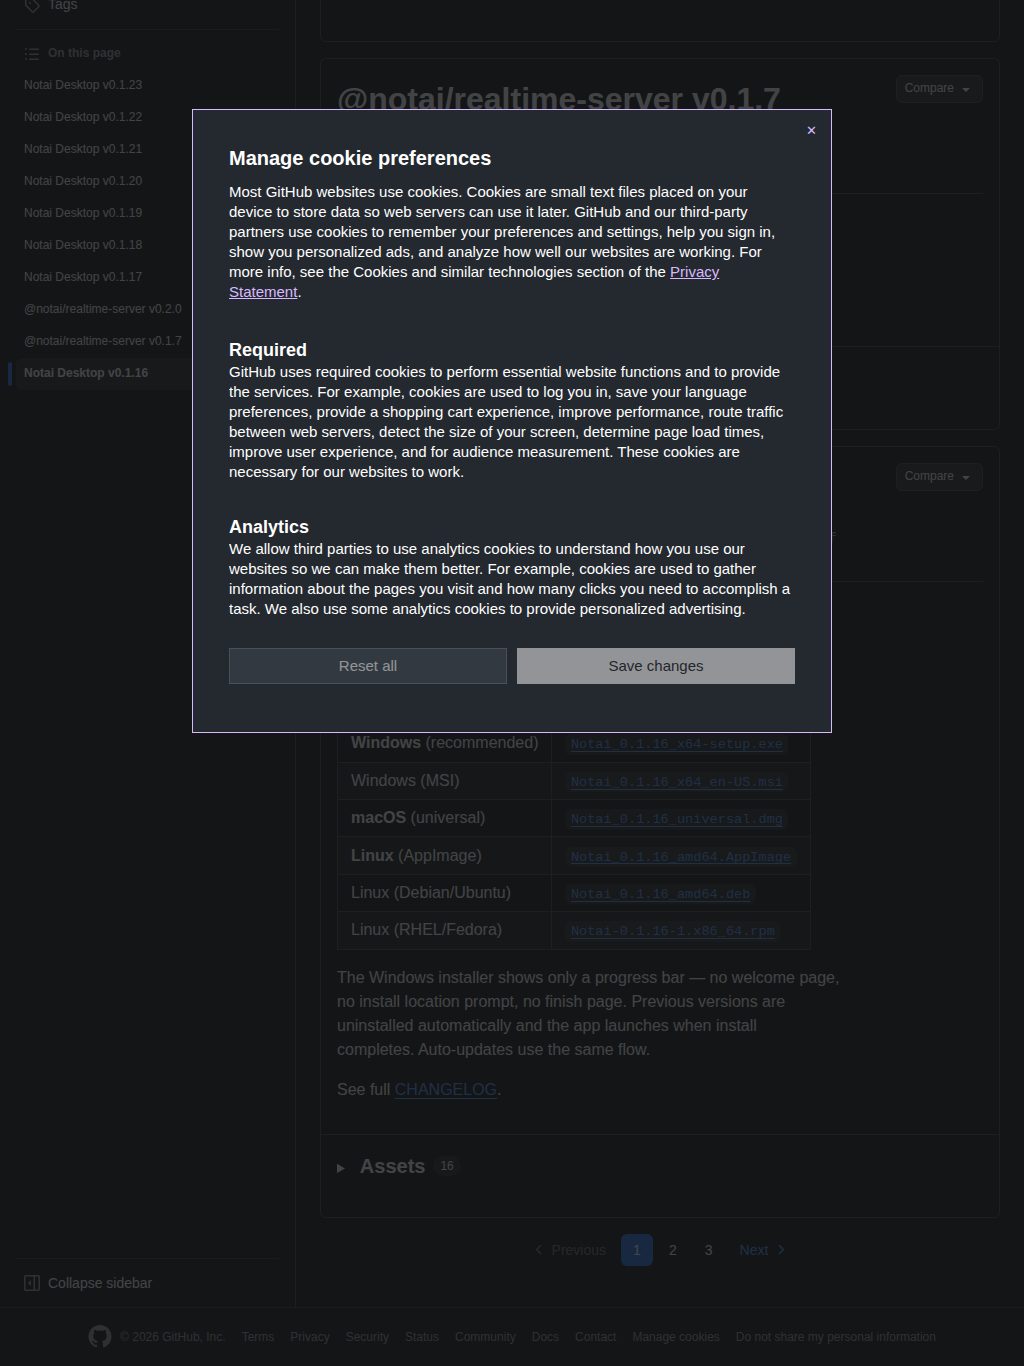 Tags
On this page
Notai Desktop v0.1.23
Notai Desktop v0.1.22
Notai Desktop v0.1.21
Notai Desktop v0.1.20
Notai Desktop v0.1.19
Notai Desktop v0.1.18
Notai Desktop v0.1.17
@notai/realtime-server v0.2.0
@notai/realtime-server v0.1.7
Notai Desktop v0.1.16
Collapse sidebar
@notai/realtime-server v0.1.7
Compare
Compare
Manage cookie preferences
Most GitHub websites use cookies. Cookies are small text files placed on your
device to store data so web servers can use it later. GitHub and our third-party
partners use cookies to remember your preferences and settings, help you sign in,
show you personalized ads, and analyze how well our websites are working. For
more info, see the Cookies and similar technologies section of the Privacy
Statement.
Required
GitHub uses required cookies to perform essential website functions and to provide
the services. For example, cookies are used to log you in, save your language
preferences, provide a shopping cart experience, improve performance, route traffic
between web servers, detect the size of your screen, determine page load times,
improve user experience, and for audience measurement. These cookies are
necessary for our websites to work.
Analytics
We allow third parties to use analytics cookies to understand how you use our
websites so we can make them better. For example, cookies are used to gather
information about the pages you visit and how many clicks you need to accomplish a
task. We also use some analytics cookies to provide personalized advertising.
Reset all Save changes
Windows (recommended) Notai_0.1.16_x64-setup.exe
Windows (MSI) Notai_0.1.16_x64_en-US.msi
macOS (universal) Notai_0.1.16_universal.dmg
Linux (AppImage) Notai_0.1.16_amd64.AppImage
Linux (Debian/Ubuntu) Notai_0.1.16_amd64.deb
Linux (RHEL/Fedora) Notai-0.1.16-1.x86_64.rpm
The Windows installer shows only a progress bar — no welcome page,
no install location prompt, no finish page. Previous versions are
uninstalled automatically and the app launches when install
completes. Auto-updates use the same flow.
See full CHANGELOG.
Assets 16
Previous 1 2 3 Next
© 2026 GitHub, Inc. Terms Privacy Security Status Community Docs Contact Manage cookies Do not share my personal information